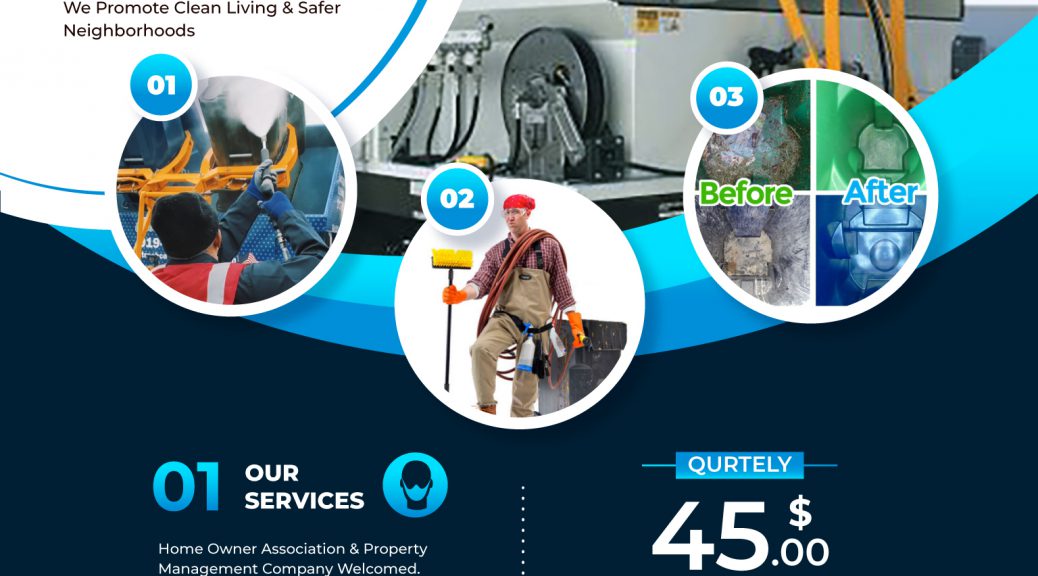 We Promote Clean Living & Safer
Neighborhoods
01
02
03
Before
After
01
OUR
SERVICES
Home Owner Association & Property
Management Company Welcomed.
QURTELY
45.00 $